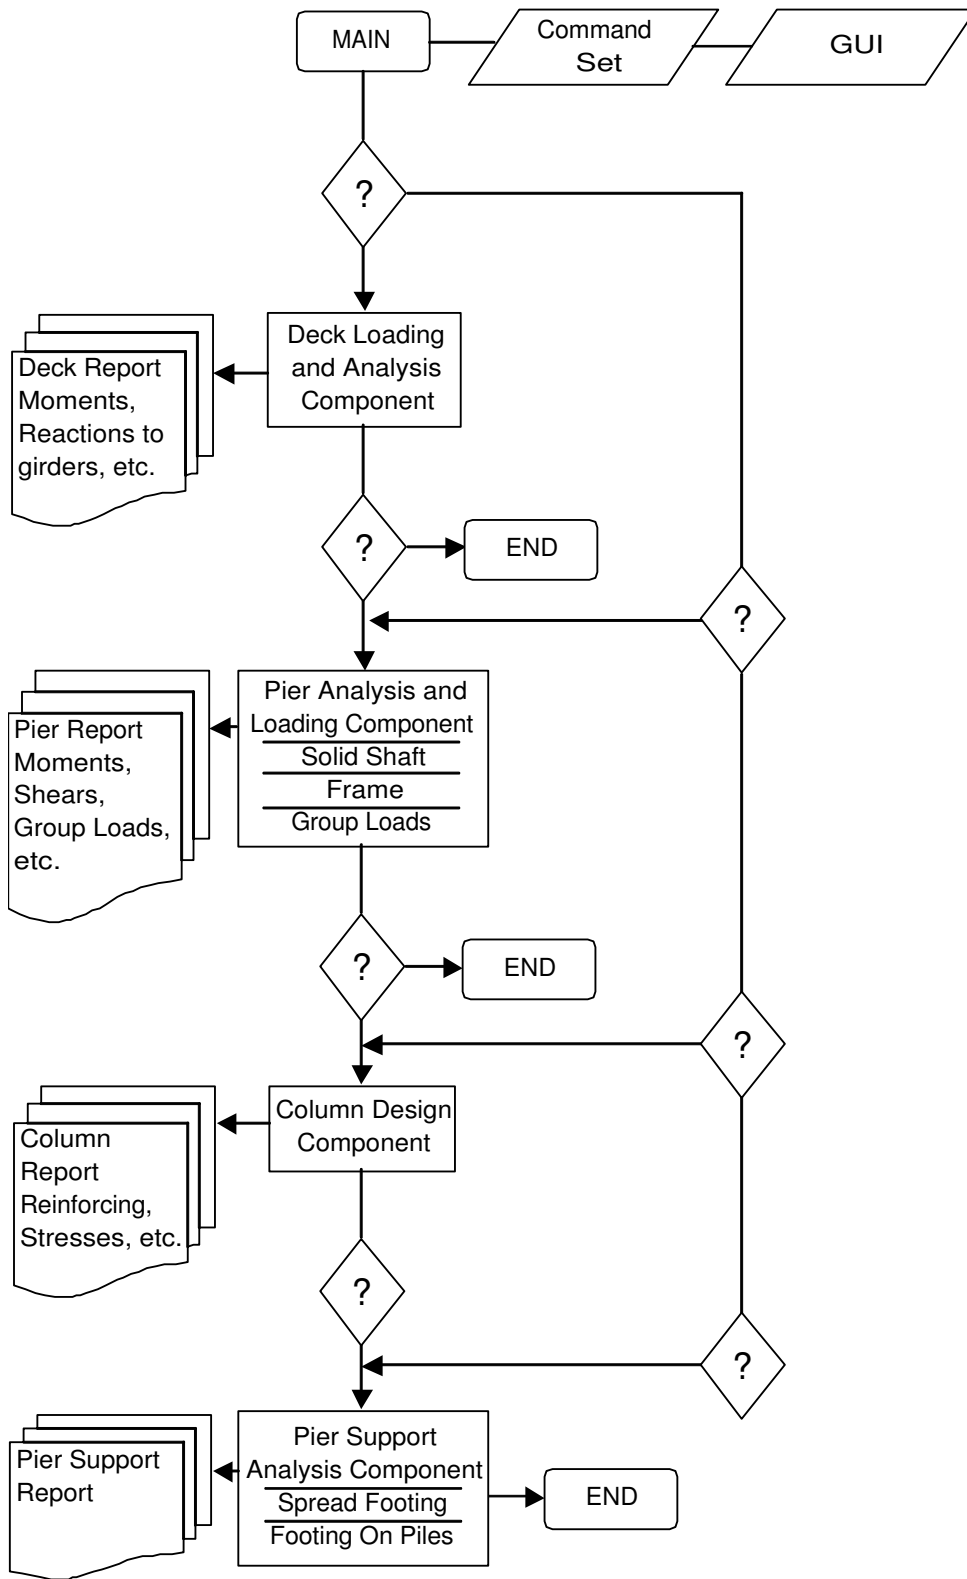 MAIN
Command
Set
GUI
?
Deck Loading
and Analysis
Component
Deck Report
Moments,
Reactions to
girders, etc.
?
END
?
Pier Analysis and
Loading Component
Solid Shaft
Frame
Group Loads
Pier Report
Moments,
Shears,
Group Loads,
etc.
?
END
?
Column Design
Component
Column
Report
Reinforcing,
Stresses, etc.
?
?
Pier Support
Analysis Component
Spread Footing
Footing On Piles
Pier Support
Report
END